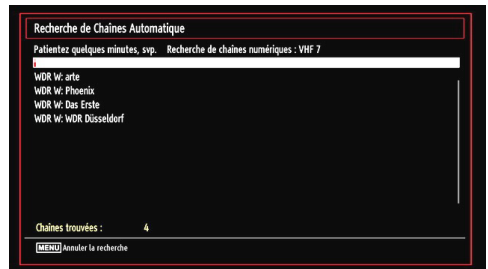 Recherche de Chaînes Automatique
Patientez quelques minutes, svp. Recherche de chaînes numériques : VHF 7
WDR W: arte
WDR W: Phoenix
WDR W: Das Erste
WDR W: WDR Düsseldorf
Chaînes trouvées : 4
MENU Annuler la recherche